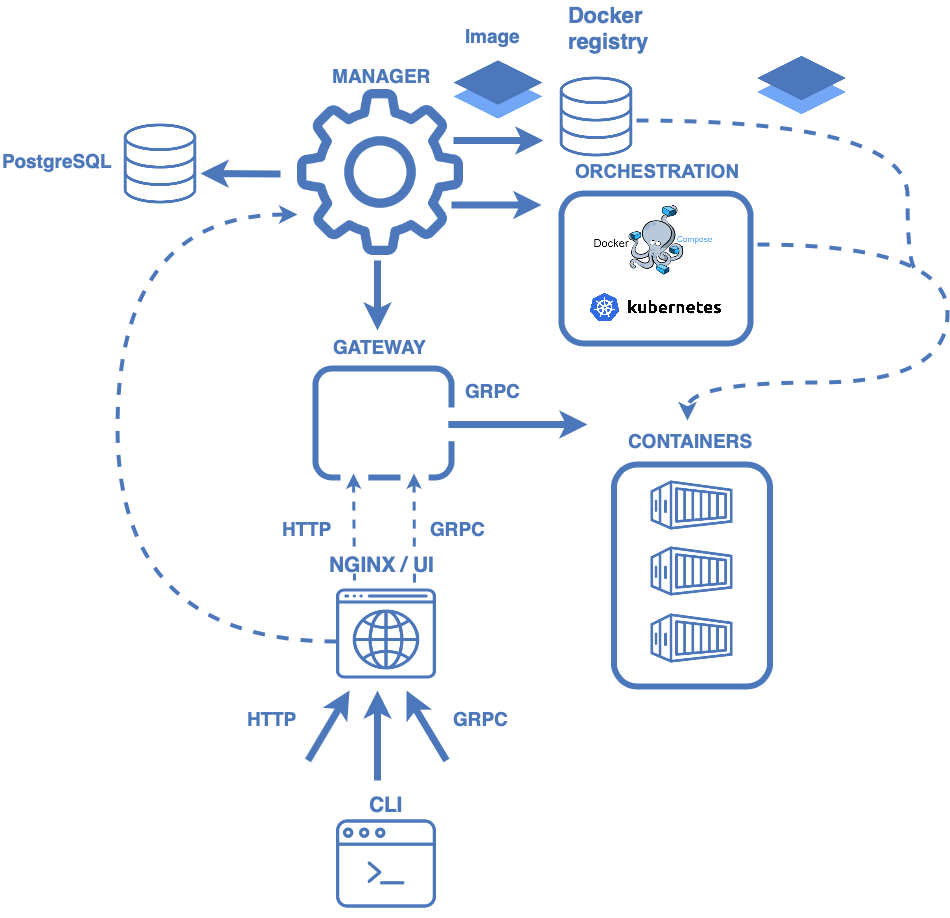 Docker
registry
Image
MANAGER
PostgreSQL
ORCHESTRATION
Docker Compose
kubernetes
GATEWAY
GRPC
CONTAINERS
HTTP GRPC
NGINX / UI
HTTP GRPC
CLI
>_